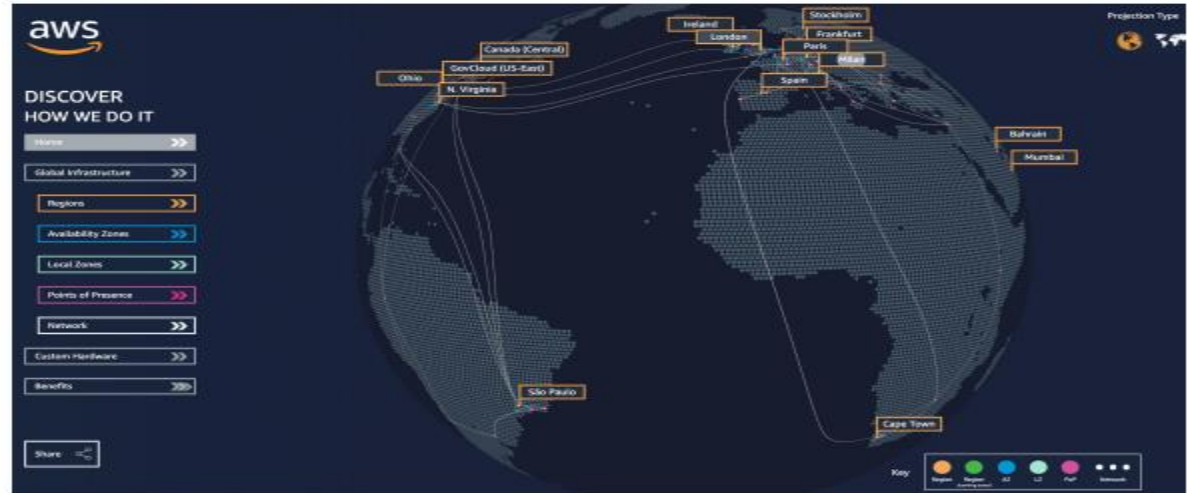 aws
DISCOVER
HOW WE DO IT
Home
Global Infrastructure
Regions
Availability Zones
Local Zones
Points of Presence
Network
Custom Hardware
Benefits
Share
Projection Type
Stockholm
Ireland
London
Frankfurt
Paris
Milan
Spain
Canada (Central)
GovCloud (US-East)
Ohio
N. Virginia
Bahrain
Mumbai
São Paulo
Cape Town
Key
Region
Region
AZ
LZ
PoP
Network